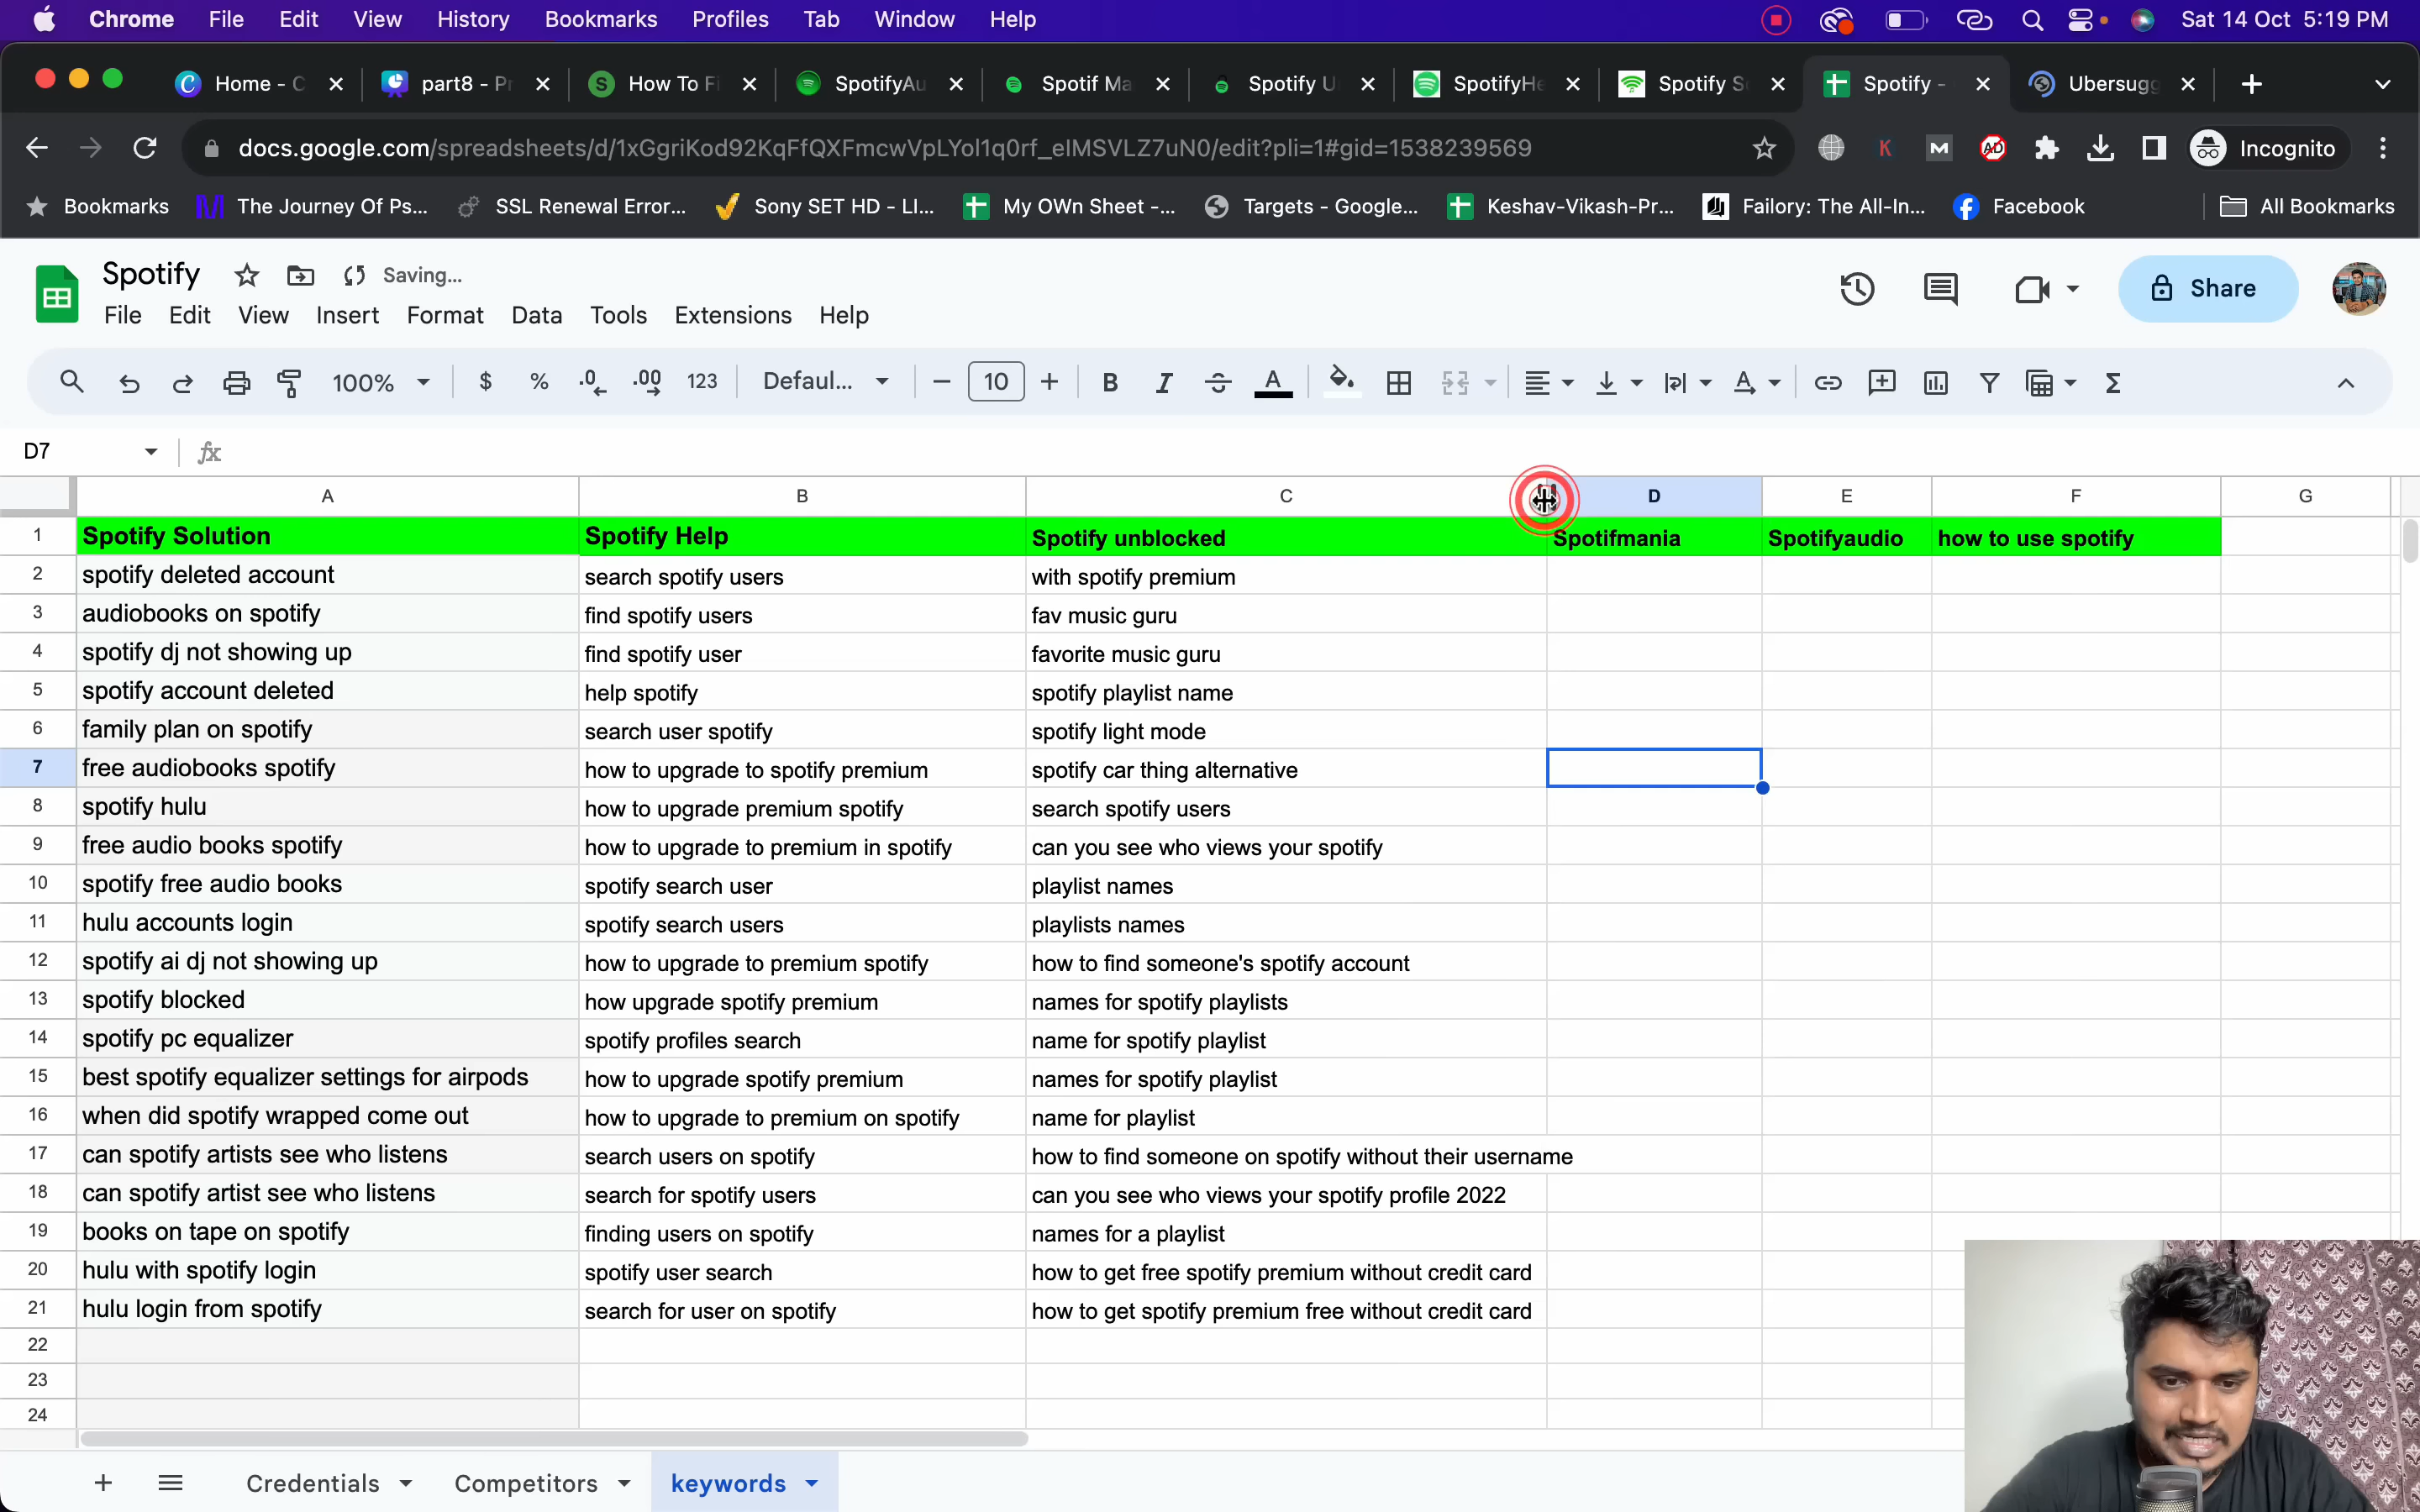 Chrome File Edit View History Bookmarks Profiles Tab Window Help Sat 14 Oct 5:19 PM
Home - C part8 - Pr How To Fi SpotifyAu Spotif Ma Spotify U SpotifyHe Spotify S Spotify - Ubersugg
docs.google.com/spreadsheets/d/1xGgriKod92KqFfQXFmcwVpLYol1q0rf_eIMSVLZ7uN0/edit?pli=1#gid=1538239569 Incognito
Bookmarks The Journey Of Ps... SSL Renewal Error... Sony SET HD - LI... My OWn Sheet -... Targets - Google... Keshav-Vikash-Pr... Failory: The All-In... Facebook All Bookmarks
Spotify Saving...
File Edit View Insert Format Data Tools Extensions Help Share
100% $ % .0 .00 123 Defaul... 10 B I S A
D7 fx
A B C D E F G
1 Spotify Solution Spotify Help Spotify unblocked Spotifmania Spotifyaudio how to use spotify
2 spotify deleted account search spotify users with spotify premium
3 audiobooks on spotify find spotify users fav music guru
4 spotify dj not showing up find spotify user favorite music guru
5 spotify account deleted help spotify spotify playlist name
6 family plan on spotify search user spotify spotify light mode
7 free audiobooks spotify how to upgrade to spotify premium spotify car thing alternative
8 spotify hulu how to upgrade premium spotify search spotify users
9 free audio books spotify how to upgrade to premium in spotify can you see who views your spotify
10 spotify free audio books spotify search user playlist names
11 hulu accounts login spotify search users playlists names
12 spotify ai dj not showing up how to upgrade to premium spotify how to find someone's spotify account
13 spotify blocked how upgrade spotify premium names for spotify playlists
14 spotify pc equalizer spotify profiles search name for spotify playlist
15 best spotify equalizer settings for airpods how to upgrade spotify premium names for spotify playlist
16 when did spotify wrapped come out how to upgrade to premium on spotify name for playlist
17 can spotify artists see who listens search users on spotify how to find someone on spotify without their username
18 can spotify artist see who listens search for spotify users can you see who views your spotify profile 2022
19 books on tape on spotify finding users on spotify names for a playlist
20 hulu with spotify login spotify user search how to get free spotify premium without credit card
21 hulu login from spotify search for user on spotify how to get spotify premium free without credit card
22
23
24
Credentials Competitors keywords